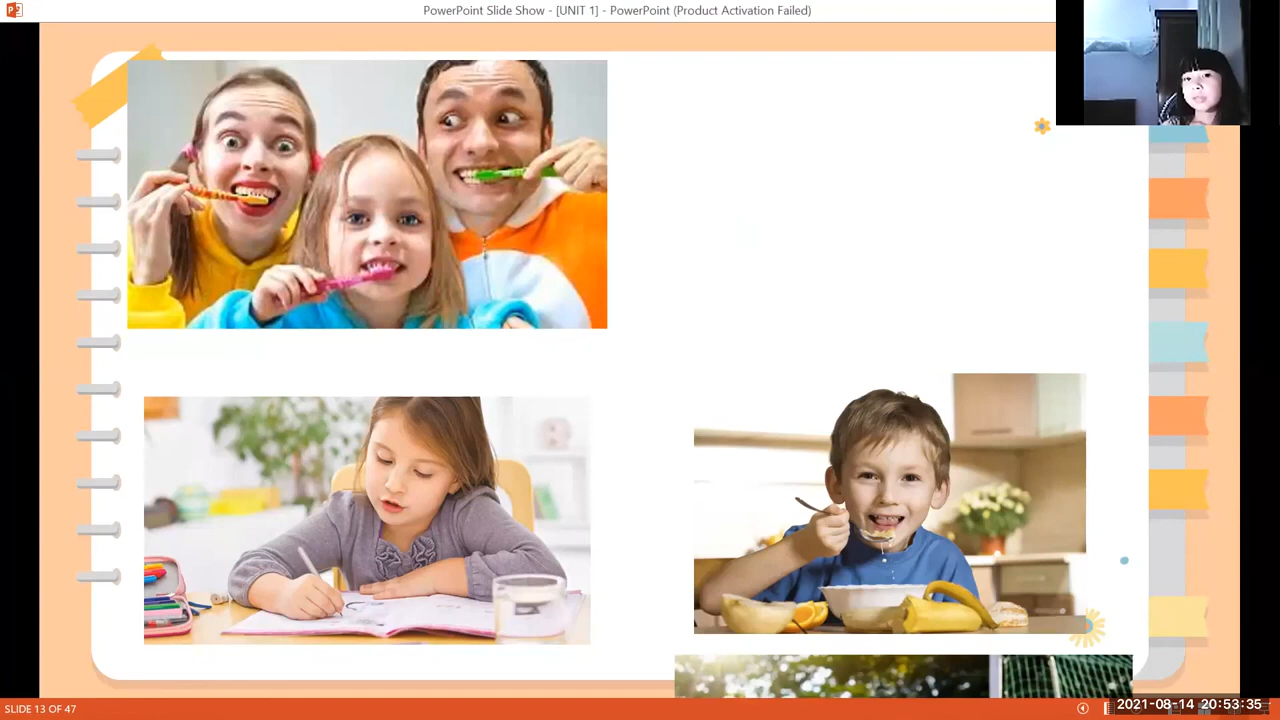 PowerPoint Slide Show - [UNIT 1] - PowerPoint (Product Activation Failed)
SLIDE 13 OF 47
2021-08-14 20:53:35